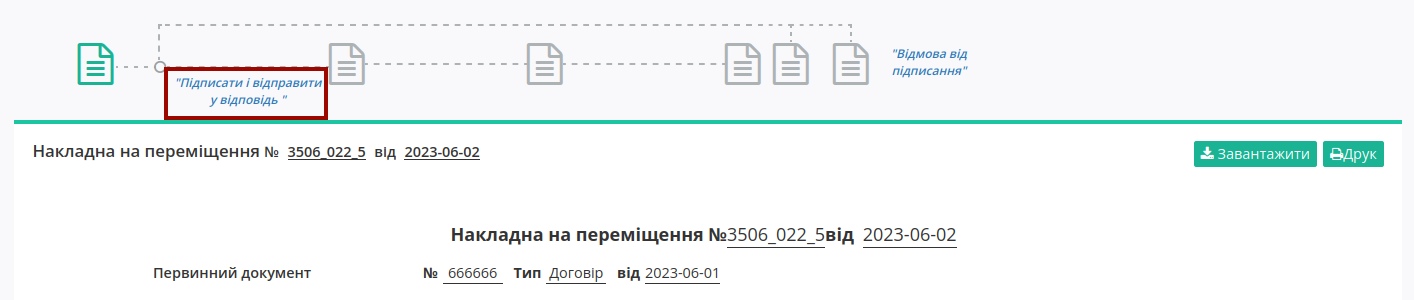 "Відмова від
підписання"
"Підписати і відправити
у відповідь "
Накладна на переміщення № 3506_022_5 від 2023-06-02
Завантажити
Друк
Накладна на переміщення №3506_022_5від 2023-06-02
Первинний документ № 666666 Тип Договір від 2023-06-01